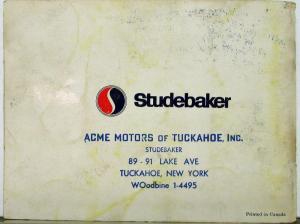 Studebaker
ACME MOTORS OF TUCKAHOE, INC.
STUDEBAKER
89 - 91 LAKE AVE
TUCKAHOE, NEW YORK
WOodbine 1-4495
Printed in Canada